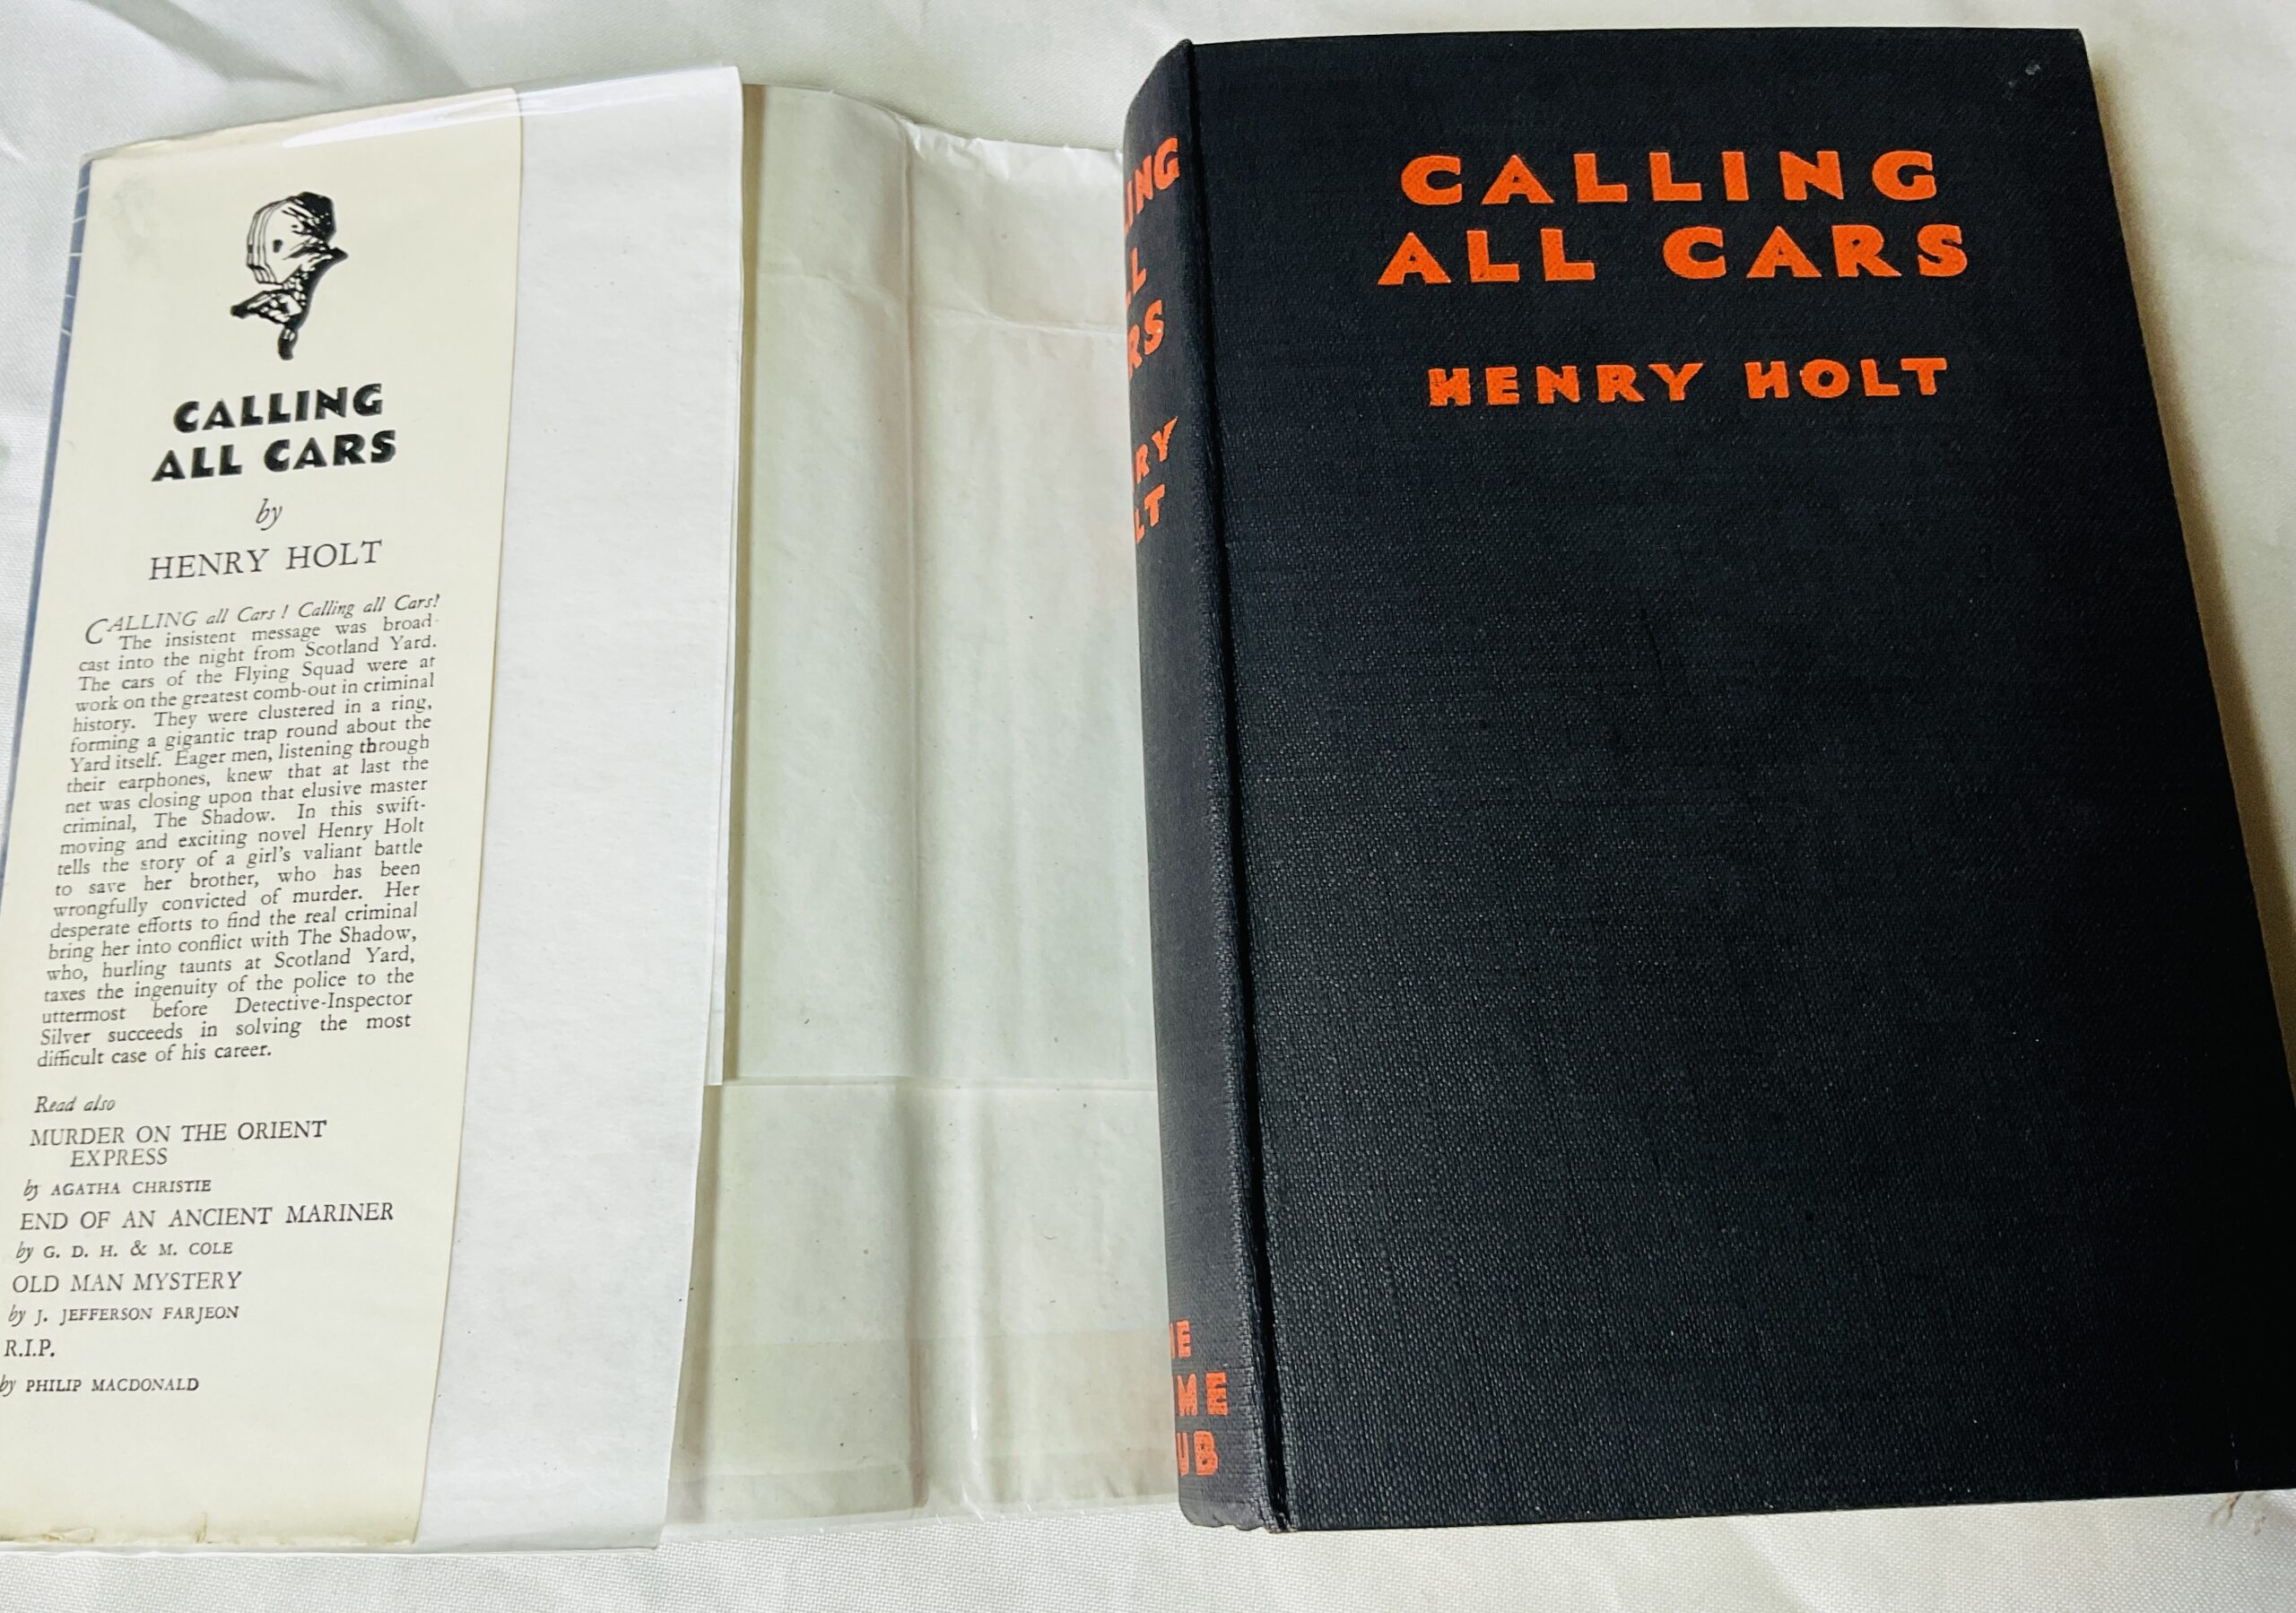 CALLING
ALL CARS
by
HENRY HOLT
CALLING all Cars! Calling all Cars!
The insistent message was broad-
cast into the night from Scotland Yard.
The cars of the Flying Squad were at
work on the greatest comb-out in criminal
history. They were clustered in a ring,
forming a gigantic trap round about the
Yard itself. Eager men, listening through
their earphones, knew that at last the
net was closing upon that elusive master
criminal, The Shadow. In this swift-
moving and exciting novel Henry Holt
tells the story of a girl's valiant battle
to save her brother, who has been
wrongfully convicted of murder. Her
desperate efforts to find the real criminal
bring her into conflict with The Shadow,
who, hurling taunts at Scotland Yard,
taxes the ingenuity of the police to the
uttermost before Detective-Inspector
Silver succeeds in solving the most
difficult case of his career.
Read also
MURDER ON THE ORIENT
EXPRESS
by AGATHA CHRISTIE
END OF AN ANCIENT MARINER
by G. D. H. & M. COLE
OLD MAN MYSTERY
by J. JEFFERSON FARJEON
R.I.P.
by PHILIP MACDONALD
ING
LL
RS
RY
LT
HE
ME
UB
CALLING
ALL CARS
HENRY HOLT